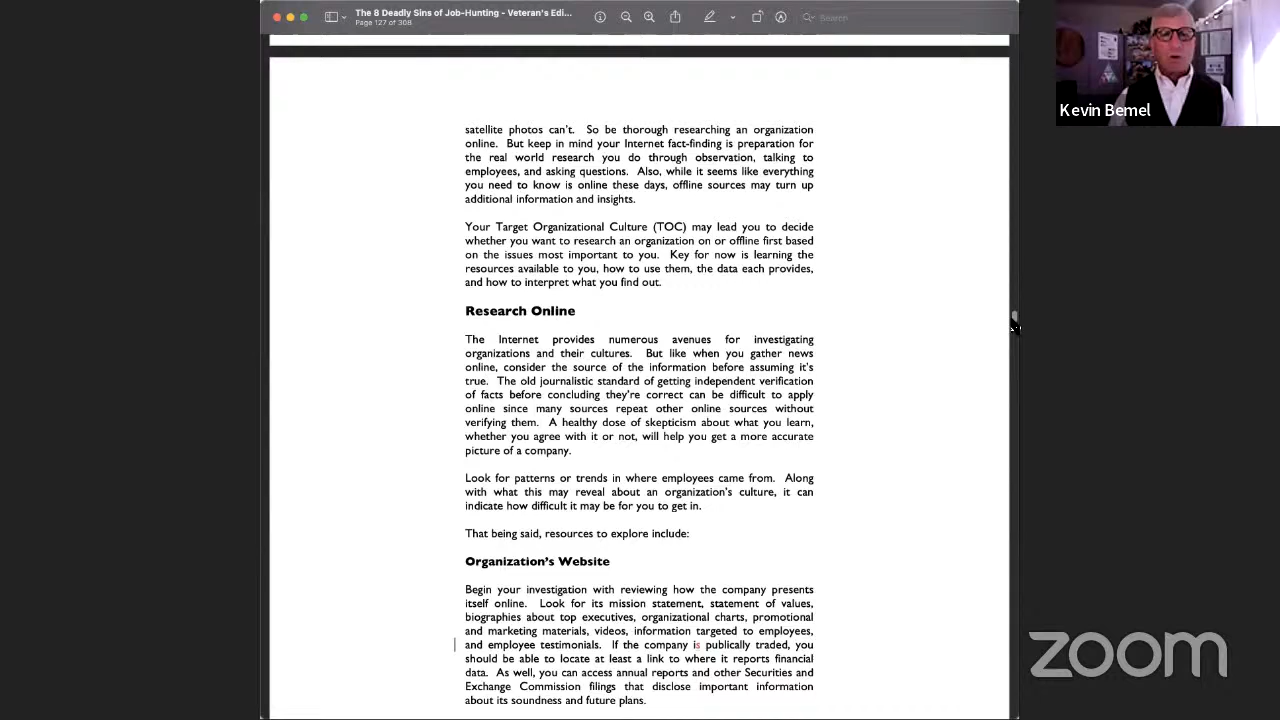 The 8 Deadly Sins of Job-Hunting - Veteran's Edi...
Page 127 of 308
Search
Kevin Bemel
satellite photos can't. So be thorough researching an organization
online. But keep in mind your Internet fact-finding is preparation for
the real world research you do through observation, talking to
employees, and asking questions. Also, while it seems like everything
you need to know is online these days, offline sources may turn up
additional information and insights.
Your Target Organizational Culture (TOC) may lead you to decide
whether you want to research an organization on or offline first based
on the issues most important to you. Key for now is learning the
resources available to you, how to use them, the data each provides,
and how to interpret what you find out.
Research Online
The Internet provides numerous avenues for investigating
organizations and their cultures. But like when you gather news
online, consider the source of the information before assuming it's
true. The old journalistic standard of getting independent verification
of facts before concluding they're correct can be difficult to apply
online since many sources repeat other online sources without
verifying them. A healthy dose of skepticism about what you learn,
whether you agree with it or not, will help you get a more accurate
picture of a company.
Look for patterns or trends in where employees came from. Along
with what this may reveal about an organization's culture, it can
indicate how difficult it may be for you to get in.
That being said, resources to explore include:
Organization's Website
Begin your investigation with reviewing how the company presents
itself online. Look for its mission statement, statement of values,
biographies about top executives, organizational charts, promotional
and marketing materials, videos, information targeted to employees,
and employee testimonials. If the company is publically traded, you
should be able to locate at least a link to where it reports financial
data. As well, you can access annual reports and other Securities and
Exchange Commission filings that disclose important information
about its soundness and future plans.
zoom